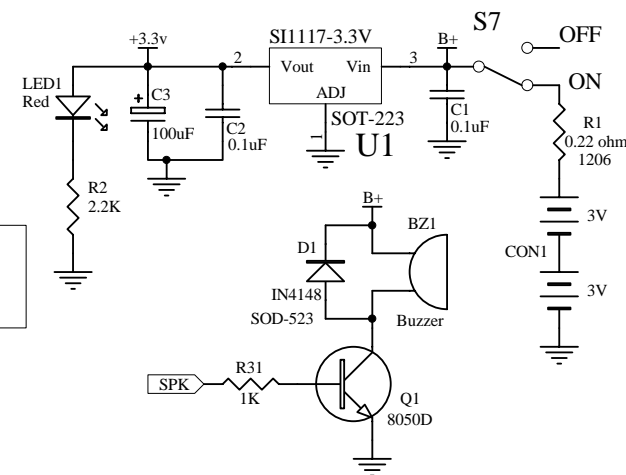 S7
OFF
ON
+3.3v
SI1117-3.3V
B+
2
Vout
Vin
3
ADJ
1
SOT-223
U1
LED1
Red
+
C3
100uF
C2
0.1uF
C1
0.1uF
R1
0.22 ohm
1206
R2
2.2K
3V
CON1
3V
B+
BZ1
D1
IN4148
SOD-523
Buzzer
SPK
R31
1K
Q1
8050D